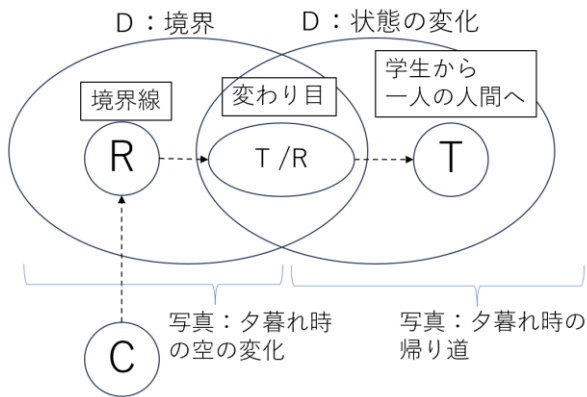 D：境界
D：状態の変化
境界線
変わり目
学生から
一人の人間へ
R
T /R
T
写真：夕暮れ時
の空の変化
写真：夕暮れ時の
帰り道
C